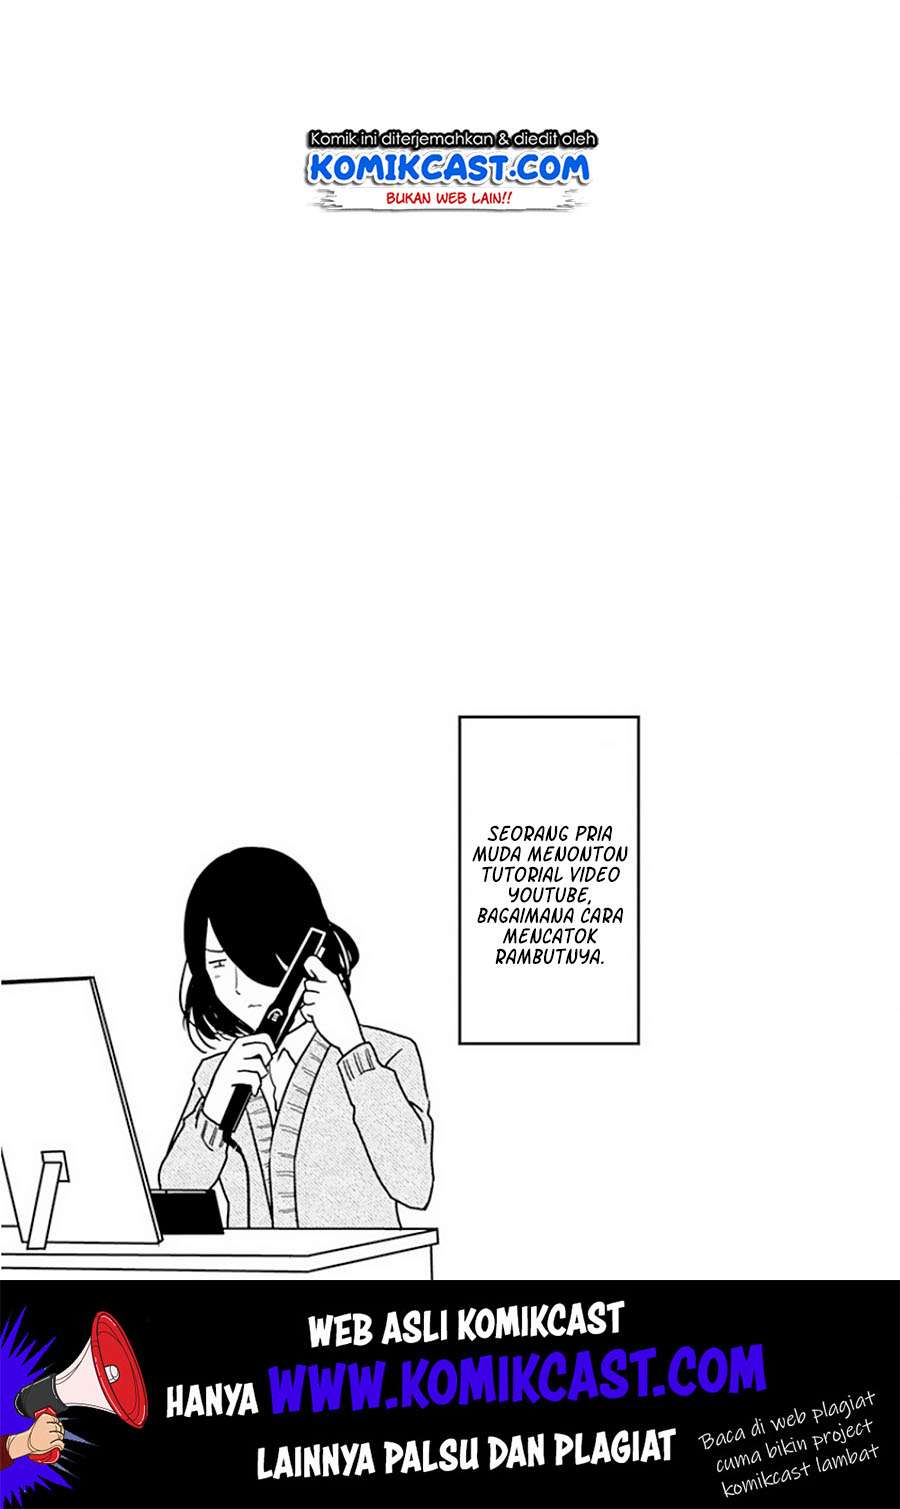 Komik ini diterjemahkan & diedit oleh
KOMIKCAST.COM
BUKAN WEB LAIN!!
SEORANG PRIA
MUDA MENONTON
TUTORIAL VIDEO
YOUTUBE,
BAGAIMANA CARA
MENCATOK
RAMBUTNYA.
WEB ASLI KOMIKCAST
HANYA WWW.KOMIKCAST.COM
LAINNYA PALSU DAN PLAGIAT
Baca di web plagiat
cuma bikin project
komikcast lambat